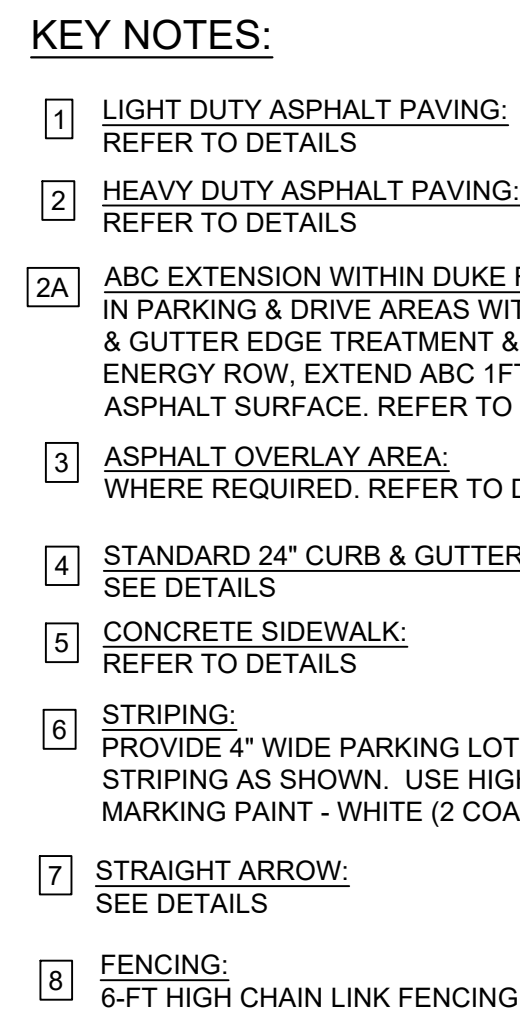 KEY NOTES:
1 LIGHT DUTY ASPHALT PAVING:
REFER TO DETAILS
2 HEAVY DUTY ASPHALT PAVING:
REFER TO DETAILS
2A ABC EXTENSION WITHIN DUKE
IN PARKING & DRIVE AREAS
& GUTTER EDGE TREATMENT &
ENERGY ROW, EXTEND ABC 1FT
ASPHALT SURFACE. REFER TO
3 ASPHALT OVERLAY AREA:
WHERE REQUIRED. REFER TO
4 STANDARD 24" CURB & GUTTER
SEE DETAILS
5 CONCRETE SIDEWALK:
REFER TO DETAILS
6 STRIPING:
PROVIDE 4" WIDE PARKING LOT
STRIPING AS SHOWN. USE
MARKING PAINT - WHITE (2
7 STRAIGHT ARROW:
SEE DETAILS
8 FENCING:
6-FT HIGH CHAIN LINK FENCING